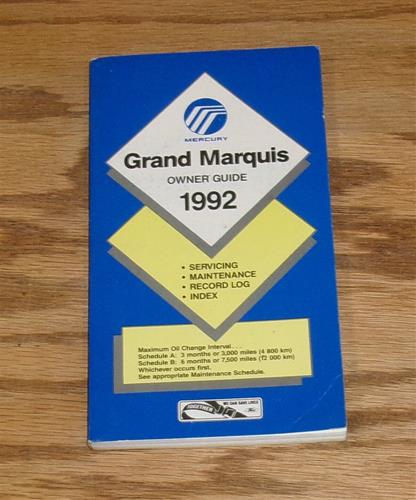 MERCURY
Grand Marquis
OWNER GUIDE
1992
• SERVICING
• MAINTENANCE
• RECORD LOG
• INDEX
Maximum Oil Change Interval . . .
Schedule A: 3 months or 3,000 miles (4 800 km)
Schedule B: 6 months or 7,500 miles (12 000 km)
Whichever occurs first.
See appropriate Maintenance Schedule.
TOGETHER
WE CAN SAVE LIVES
Ford